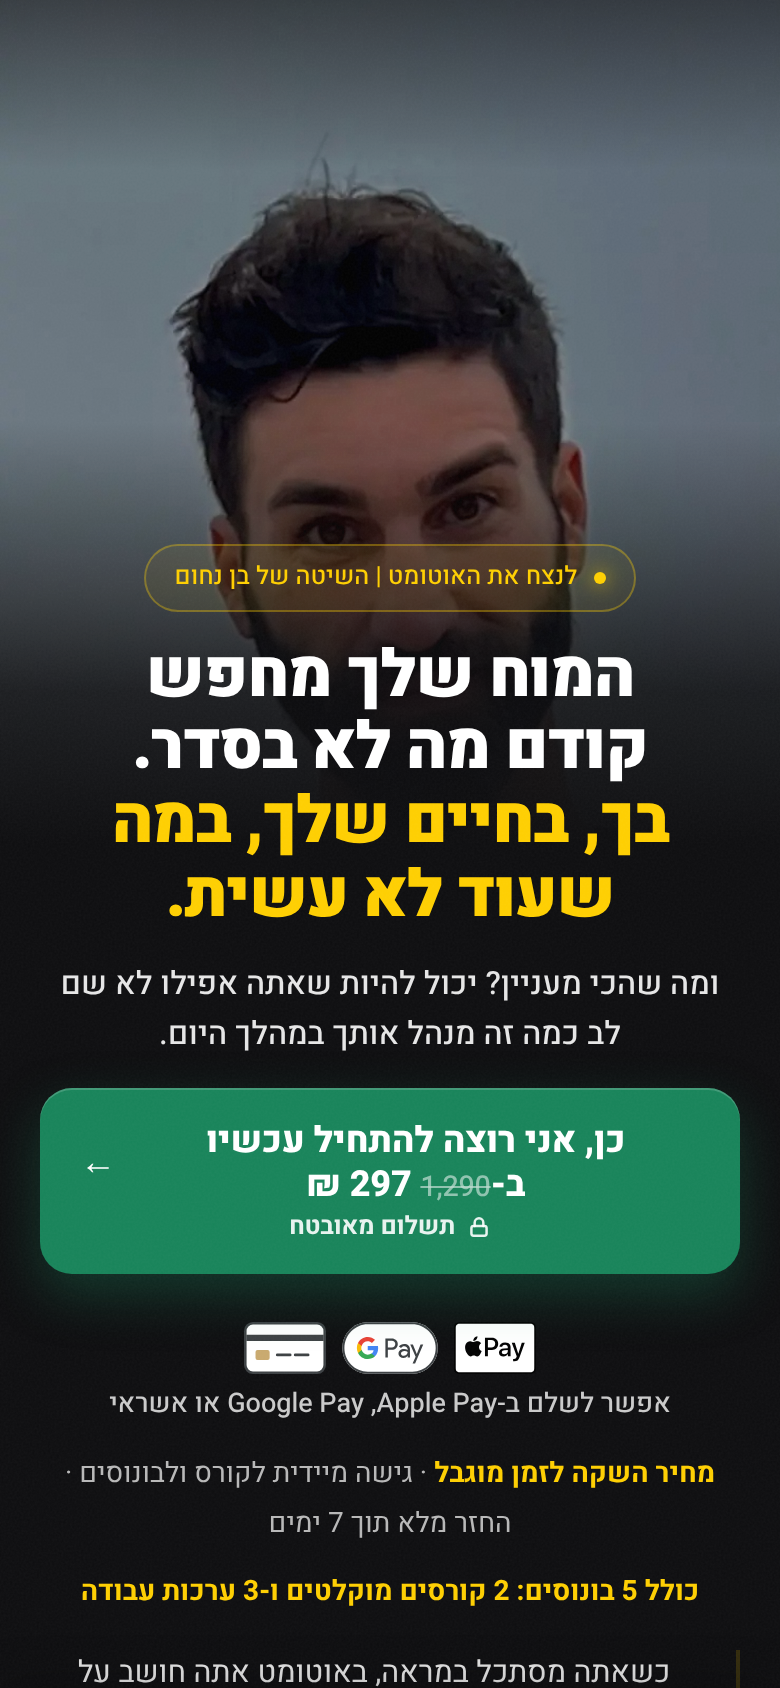 לנצח את האוטומט | השיטה של בן נחום
המוח שלך מחפש
קודם מה לא בסדר.
בך, בחיים שלך, במה
שעוד לא עשית.
ומה שהכי מעניין? יכול להיות שאתה אפילו לא שם
לב כמה זה מנהל אותך במהלך היום.
כן, אני רוצה להתחיל עכשיו
ב-1,290 297 ₪
תשלום מאובטח
Pay G Pay
אפשר לשלם ב-Apple Pay, Google Pay או אשראי
מחיר השקה לזמן מוגבל · גישה מיידית לקורס ולבונוסים ·
החזר מלא תוך 7 ימים
כולל 5 בונוסים: 2 קורסים מוקלטים ו-3 ערכות עבודה
כשאתה מסתכל במראה, באוטומט אתה חושב על